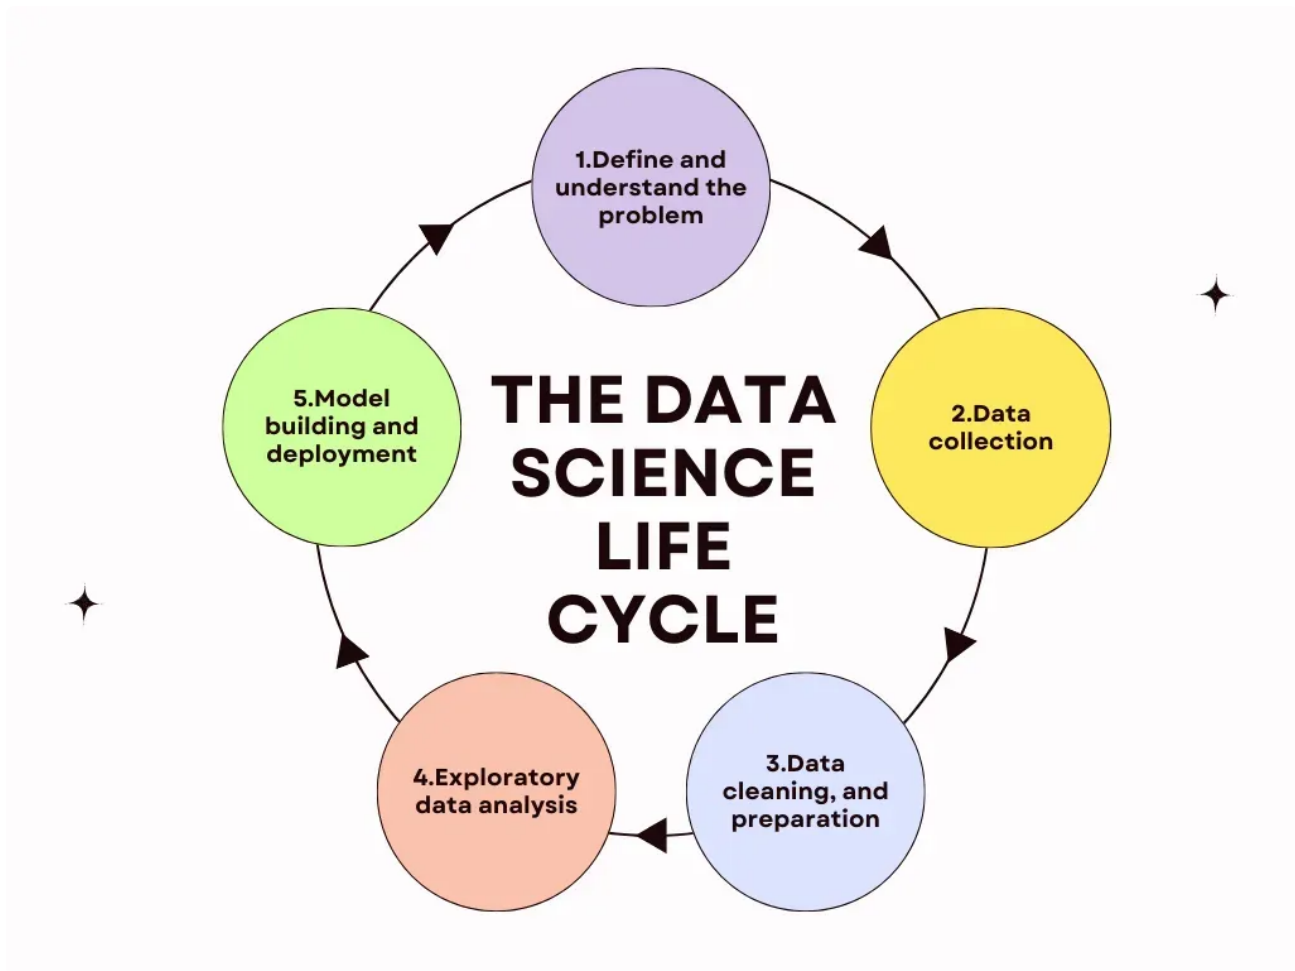 1.Define and
understand the
problem
5.Model
building and
deployment
THE DATA
SCIENCE
LIFE
CYCLE
2.Data
collection
4.Exploratory
data analysis
3.Data
cleaning, and
preparation